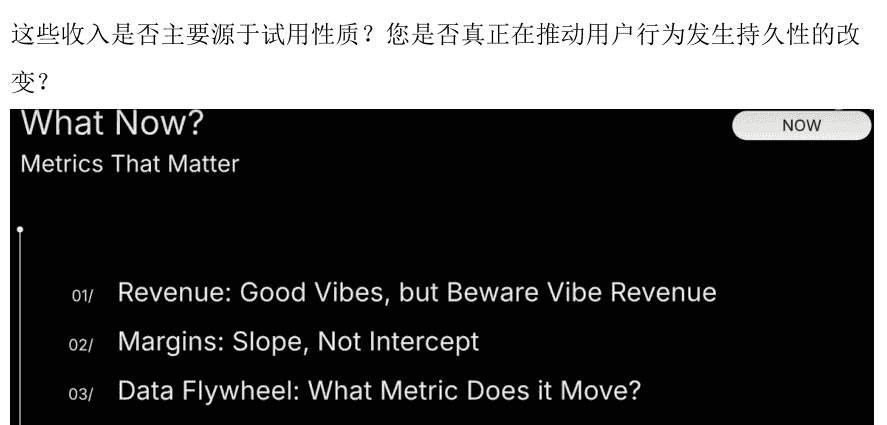 这些收入是否主要源于试用性质？您是否真正在推动用户行为发生持久性的改
变？
What Now?
NOW
Metrics That Matter
01/ Revenue: Good Vibes, but Beware Vibe Revenue
02/ Margins: Slope, Not Intercept
03/ Data Flywheel: What Metric Does it Move?